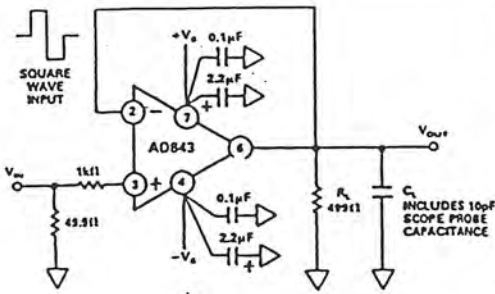 SQUARE
WAVE
INPUT
+VS
0.1µF
2.2µF
+
2
−
7
AD843
6
VOUT
VIN
1kΩ
3
+
4
49.9Ω
0.1µF
2.2µF
+
−VS
RL
499Ω
CL
INCLUDES 10pF
SCOPE PROBE
CAPACITANCE